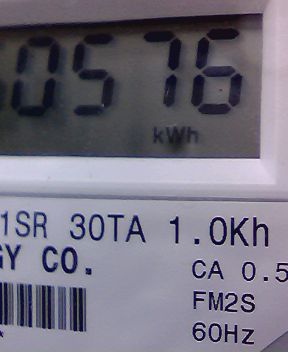 0576
kWh
1SR 30TA 1.0Kh
GY CO.
CA 0.5
FM2S
60Hz